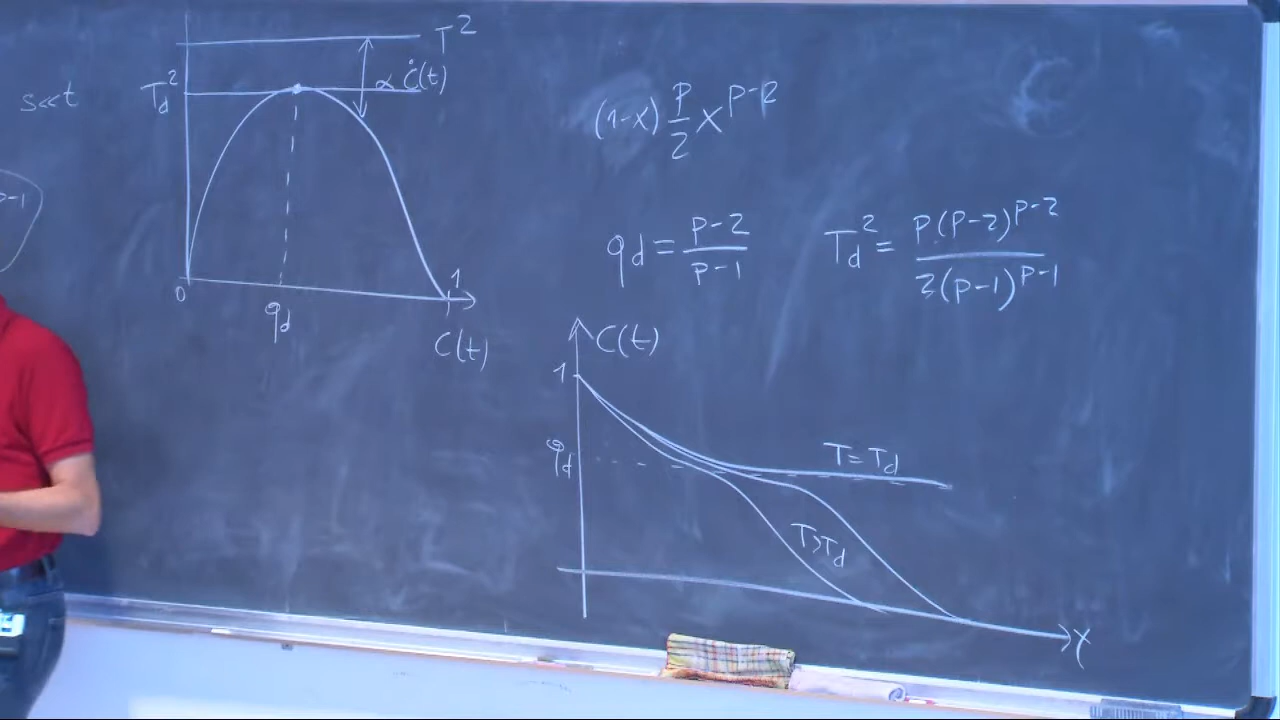 T²
s<<t
T_d²
α Ċ(t)
0
q_d
1
C(t)
(1-x) p/2 x^{p-2}
q_d = (p-2)/(p-1)
T_d² = p(p-2)^{p-2} / 2(p-1)^{p-1}
C(t)
1
q_d
T=T_d
T>T_d